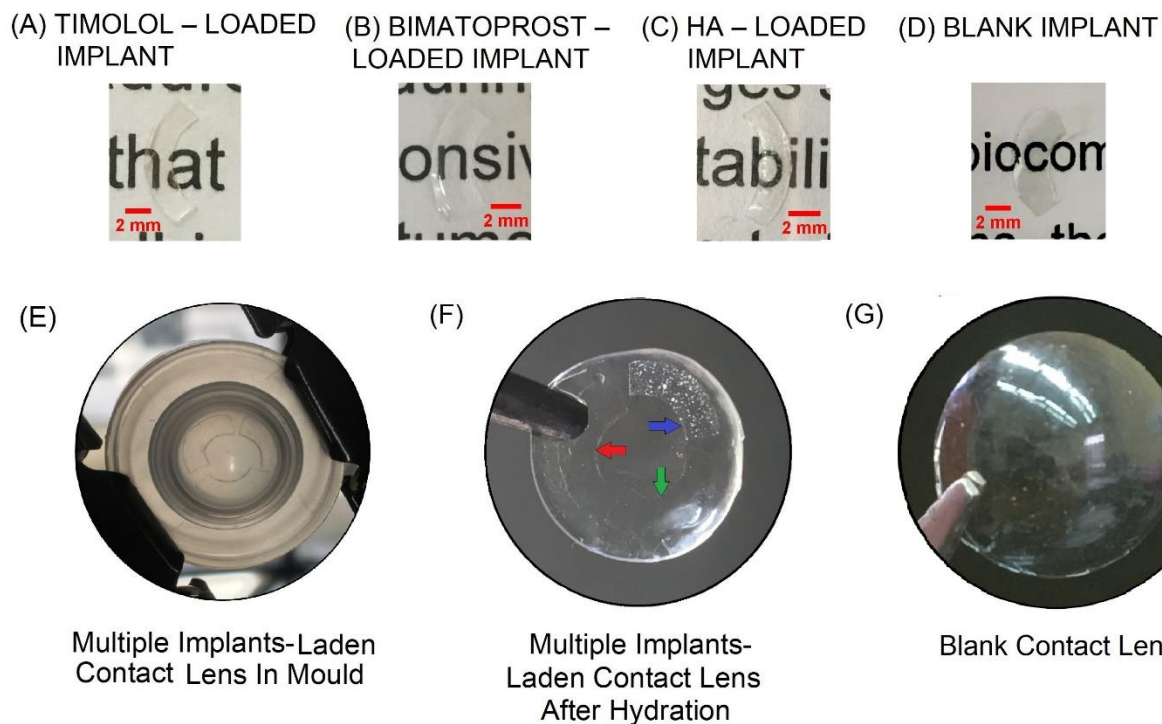 (A) TIMOLOL – LOADED
IMPLANT
(B) BIMATOPROST –
LOADED IMPLANT
(C) HA – LOADED
IMPLANT
(D) BLANK IMPLANT
that
2 mm
onsiv
2 mm
ges s
tabili
2 mm
biocom
2 mm
(E)
(F)
(G)
Multiple Implants-Laden
Contact Lens In Mould
Multiple Implants-
Laden Contact Lens
After Hydration
Blank Contact Len